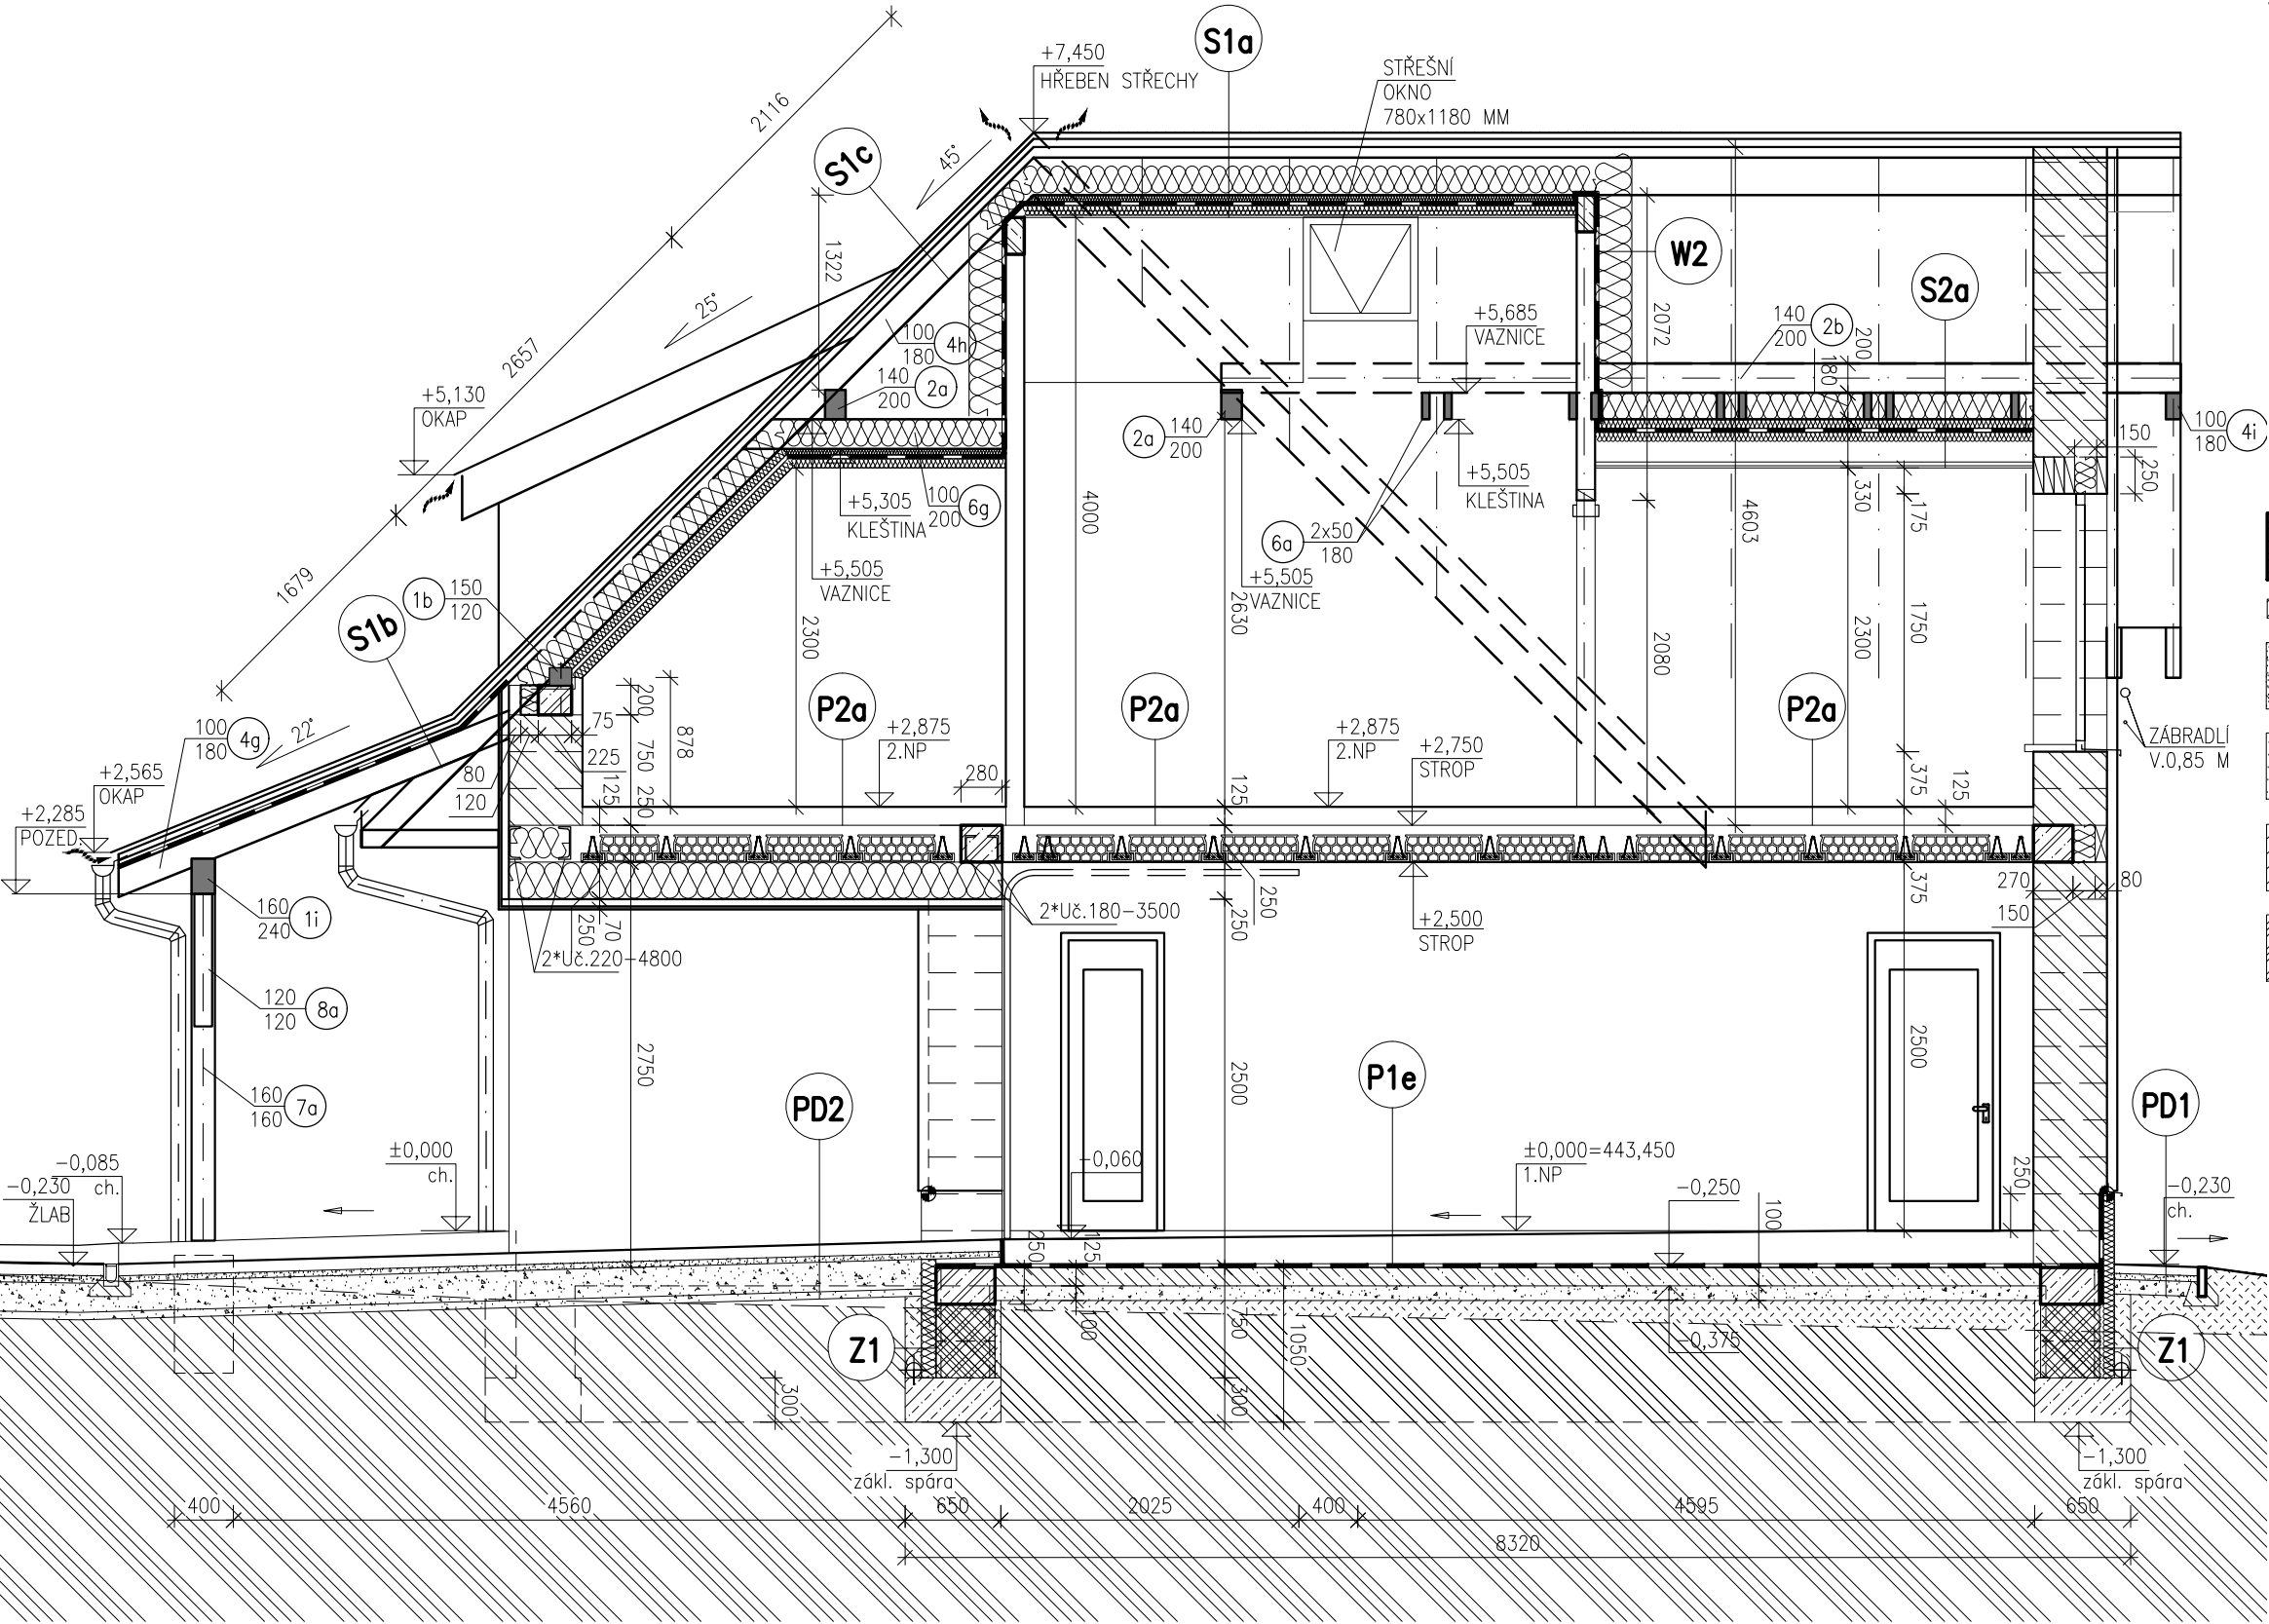 S1a
+7,450
HŘEBEN STŘECHY
STŘEŠNÍ
OKNO
780x1180 MM
2116
45°
S1c
1322
W2
2072
S2a
25°
2657
100
180
4h
140
200
2a
+5,685
VAZNICE
140
200
2b
200
180
+5,130
OKAP
2a
140
200
100
180
4i
150
250
+5,305
KLEŠTINA
100
200
6g
4000
+5,505
KLEŠTINA
330
175
4603
6a
2x50
180
+5,505
VAZNICE
+5,505
VAZNICE
1679
1b
150
120
S1b
2300
2630
2080
2300
1750
100
180
4g
22°
200
75
750
878
225
80
120
P2a
+2,875
2.NP
P2a
+2,875
2.NP
+2,750
STROP
P2a
ZÁBRADLÍ
V.0,85 M
+2,565
OKAP
+2,285
POZED.
280
125
250
125
375
125
160
240
1i
250
70
2*Uč.180-3500
2*Uč.220-4800
250
250
+2,500
STROP
375
270
80
150
120
120
8a
2750
2500
2500
160
160
7a
PD2
P1e
PD1
-0,085
ch.
±0,000
ch.
-0,060
±0,000=443,450
1.NP
250
-0,230
ŽLAB
-0,250
100
-0,230
ch.
250
125
100
750
1050
-0,375
Z1
Z1
300
300
-1,300
zákl. spára
-1,300
zákl. spára
400
4560
650
2025
400
4595
650
8320